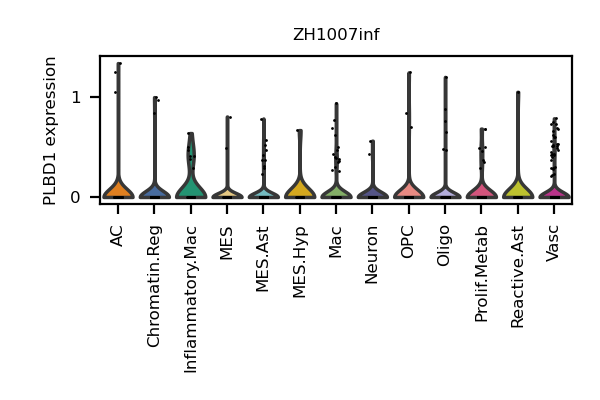 ZH1007inf
PLBD1 expression
1
0
AC
Chromatin.Reg
Inflammatory.Mac
MES
MES.Ast
MES.Hyp
Mac
Neuron
OPC
Oligo
Prolif.Metab
Reactive.Ast
Vasc